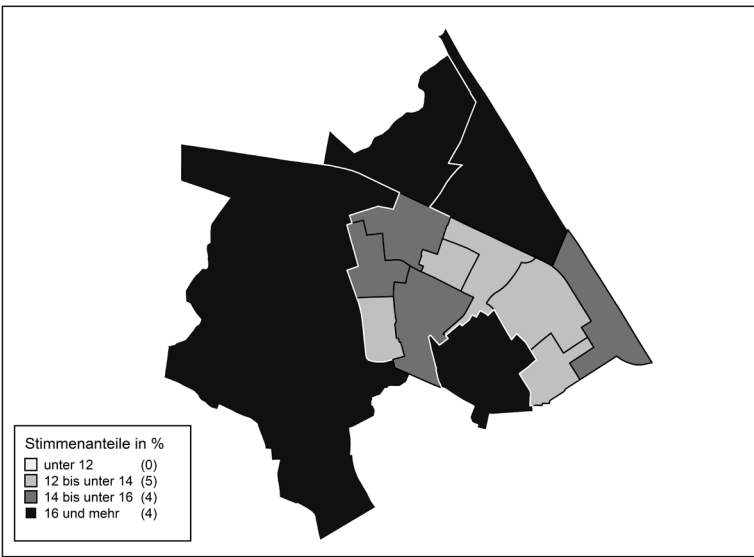 Stimmenanteile in %
unter 12 (0)
12 bis unter 14 (5)
14 bis unter 16 (4)
16 und mehr (4)